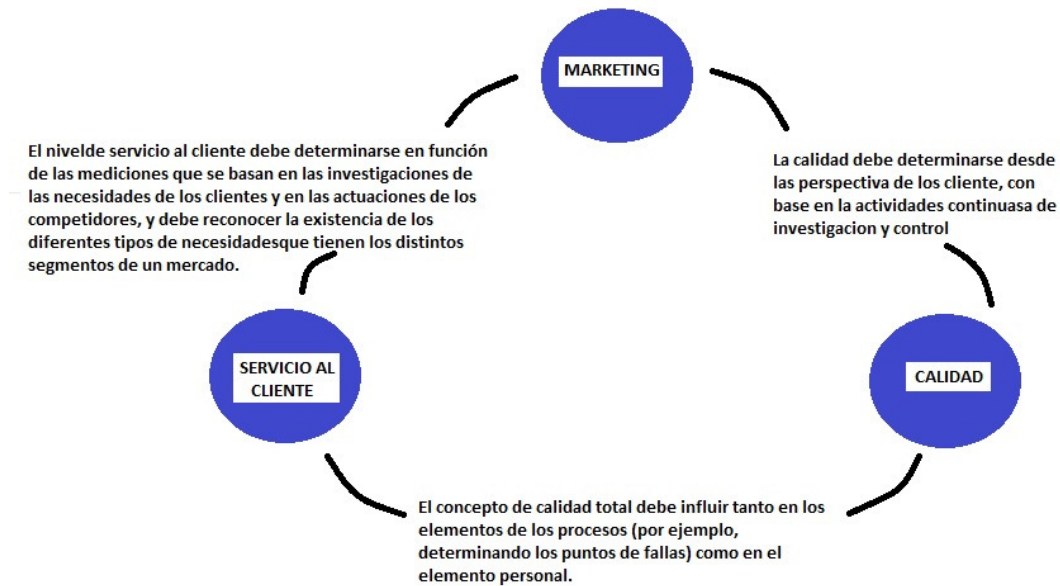 MARKETING
El nivelde servicio al cliente debe determinarse en función
de las mediciones que se basan en las investigaciones de
las necesidades de los clientes y en las actuaciones de los
competidores, y debe reconocer la existencia de los
diferentes tipos de necesidadesque tienen los distintos
segmentos de un mercado.
La calidad debe determinarse desde
las perspectiva de los cliente, con
base en la actividades continuasa de
investigacion y control
SERVICIO AL
CLIENTE
CALIDAD
El concepto de calidad total debe influir tanto en los
elementos de los procesos (por ejemplo,
determinando los puntos de fallas) como en el
elemento personal.